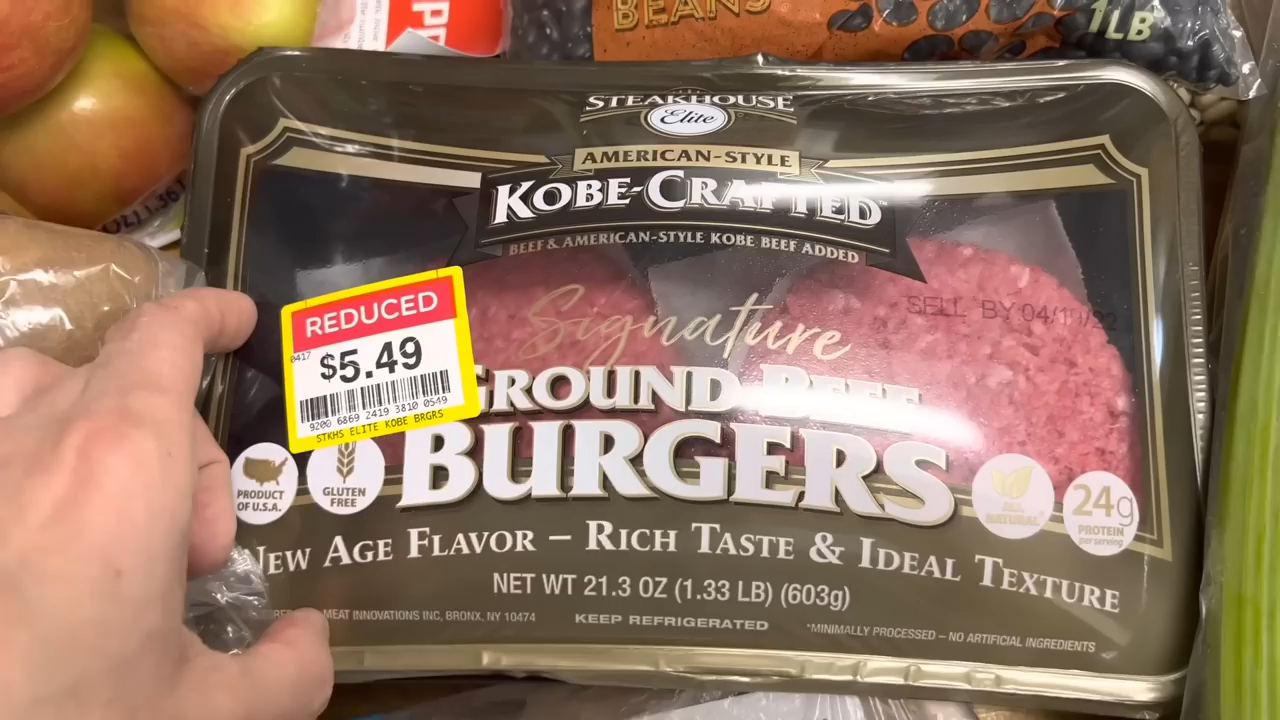 BEANS
1LB
STEAKHOUSE
Elite
AMERICAN-STYLE
KOBE-CRAFTED™
BEEF & AMERICAN-STYLE KOBE BEEF ADDED
Signature
SELL BY
GROUND BEEF
BURGERS
REDUCED
0417
$5.49
9200 6869 2419 3810 0549
STKHS ELITE KOBE BRGRS
PRODUCT
OF U.S.A.
GLUTEN
FREE
ALL
NATURAL*
24g
PROTEIN
per serving
NEW AGE FLAVOR – RICH TASTE & IDEAL TEXTURE
NET WT 21.3 OZ (1.33 LB) (603g)
MEAT INNOVATIONS INC, BRONX, NY 10474
KEEP REFRIGERATED
*MINIMALLY PROCESSED – NO ARTIFICIAL INGREDIENTS